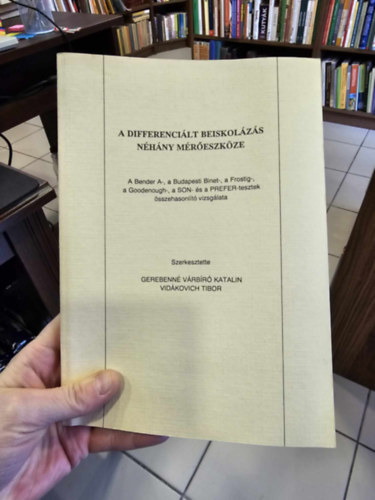 A DIFFERENCIÁLT BEISKOLÁZÁS
NÉHÁNY MÉRŐESZKÖZE
A Bender A-, a Budapesti Binet-, a Frostig-,
a Goodenough-, a SON- és a PREFER-tesztek
összehasonlító vizsgálata
Szerkesztette
GEREBENNÉ VÁRBÍRÓ KATALIN
VIDÁKOVICH TIBOR